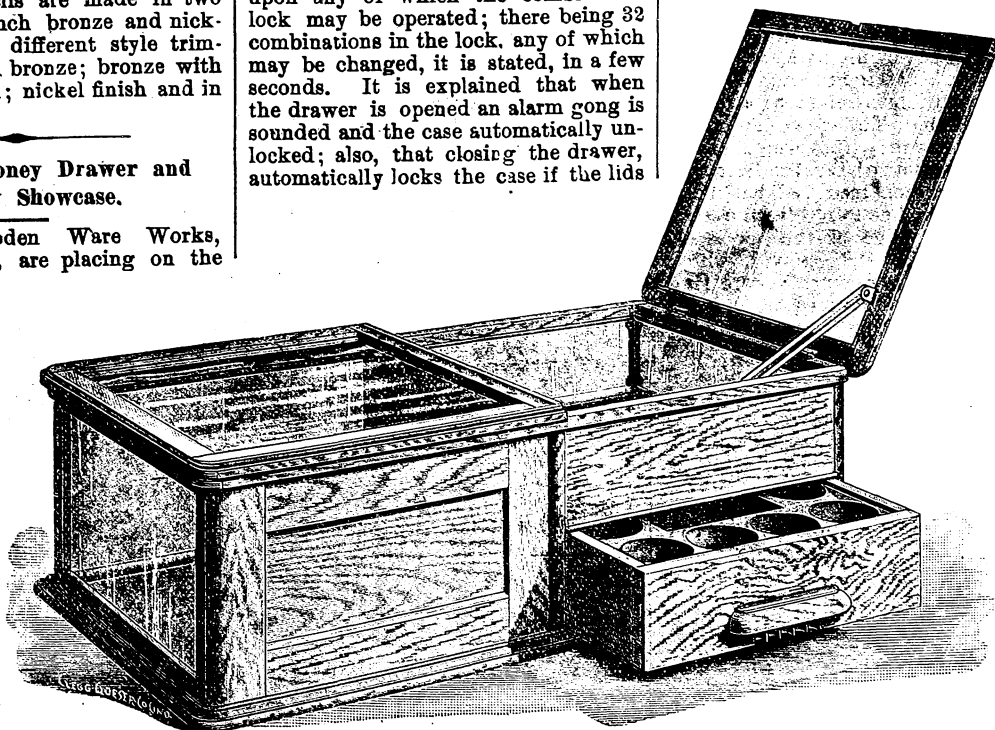 are made in two
bronze and nick-
different style trim-
bronze; bronze with
; nickel finish and in
Drawer and
Showcase.
Ware Works,
are placing on the
lock may be operated; there being 32
combinations in the lock, any of which
may be changed, it is stated, in a few
seconds. It is explained that when
the drawer is opened an alarm gong is
sounded and the case automatically un-
locked; also, that closing the drawer,
automatically locks the case if the lids